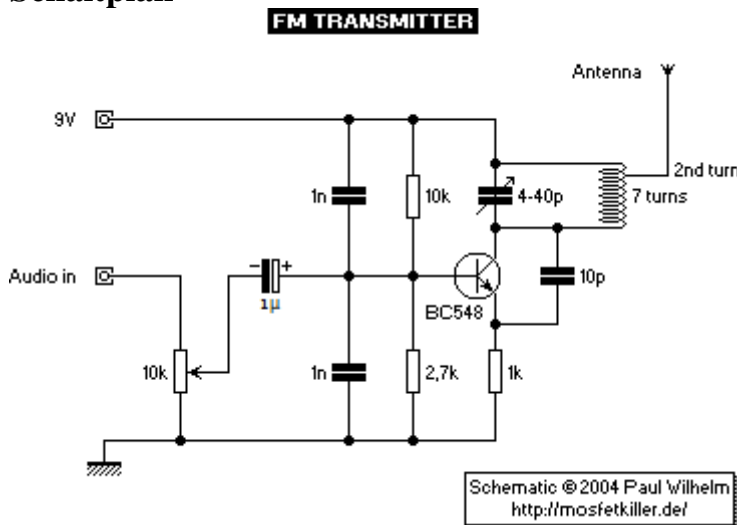 Schaltplan
FM TRANSMITTER
Antenna
9V
2nd turn
1n
10k
4-40p
7 turns
Audio in
- +
1µ
10p
BC548
10k
1n
2,7k
1k
Schematic © 2004 Paul Wilhelm
http://mosfetkiller.de/